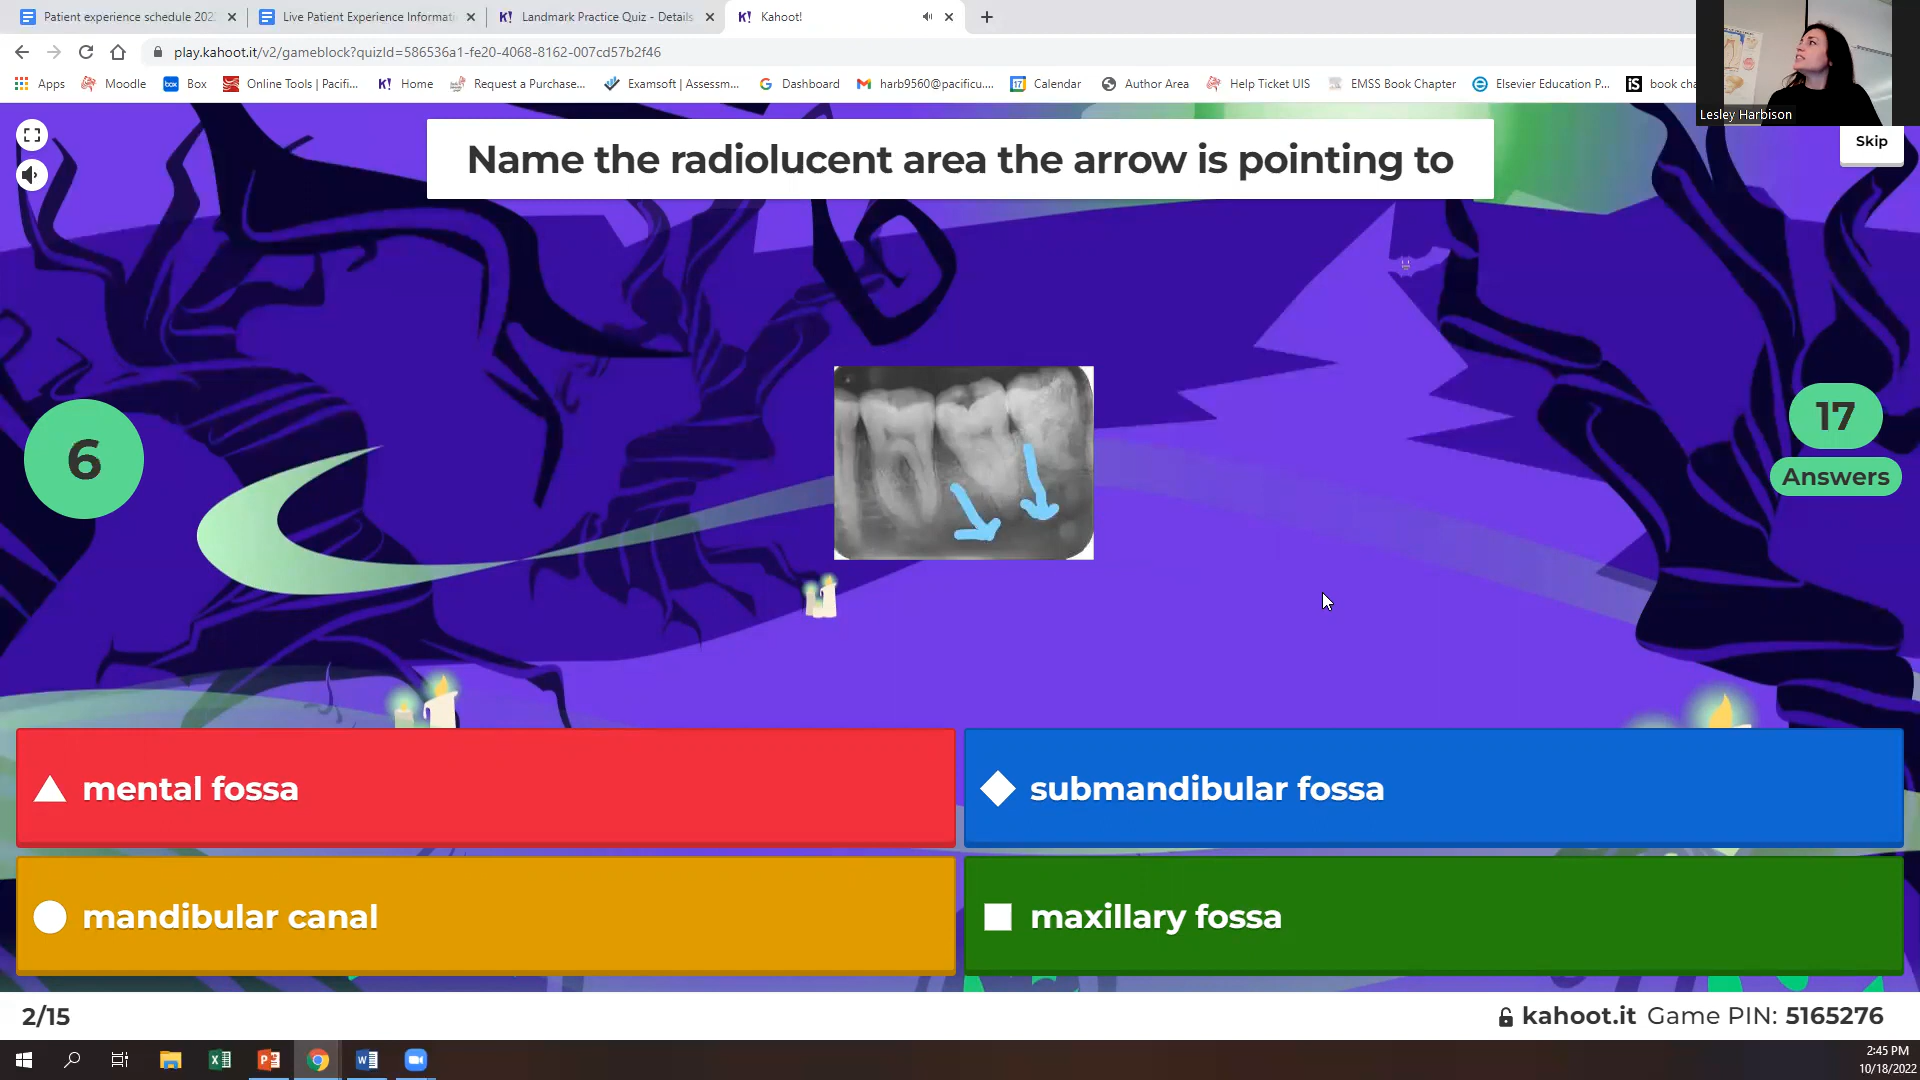 Patient experience schedule 202
Live Patient Experience Informati
K! Landmark Practice Quiz - Details
K! Kahoot!
play.kahoot.it/v2/gameblock?quizId=586536a1-fe20-4068-8162-007cd57b2f46
Apps Moodle box Box Online Tools | Pacifi... K! Home Request a Purchase... Examsoft | Assessm... G Dashboard harb9560@pacificu.... 17 Calendar Author Area Help Ticket UIS EMSS Book Chapter Elsevier Education P... iS book cha
Lesley Harbison
Skip
Name the radiolucent area the arrow is pointing to
6
17
Answers
mental fossa
submandibular fossa
mandibular canal
maxillary fossa
2/15
kahoot.it Game PIN: 5165276
2:45 PM
10/18/2022